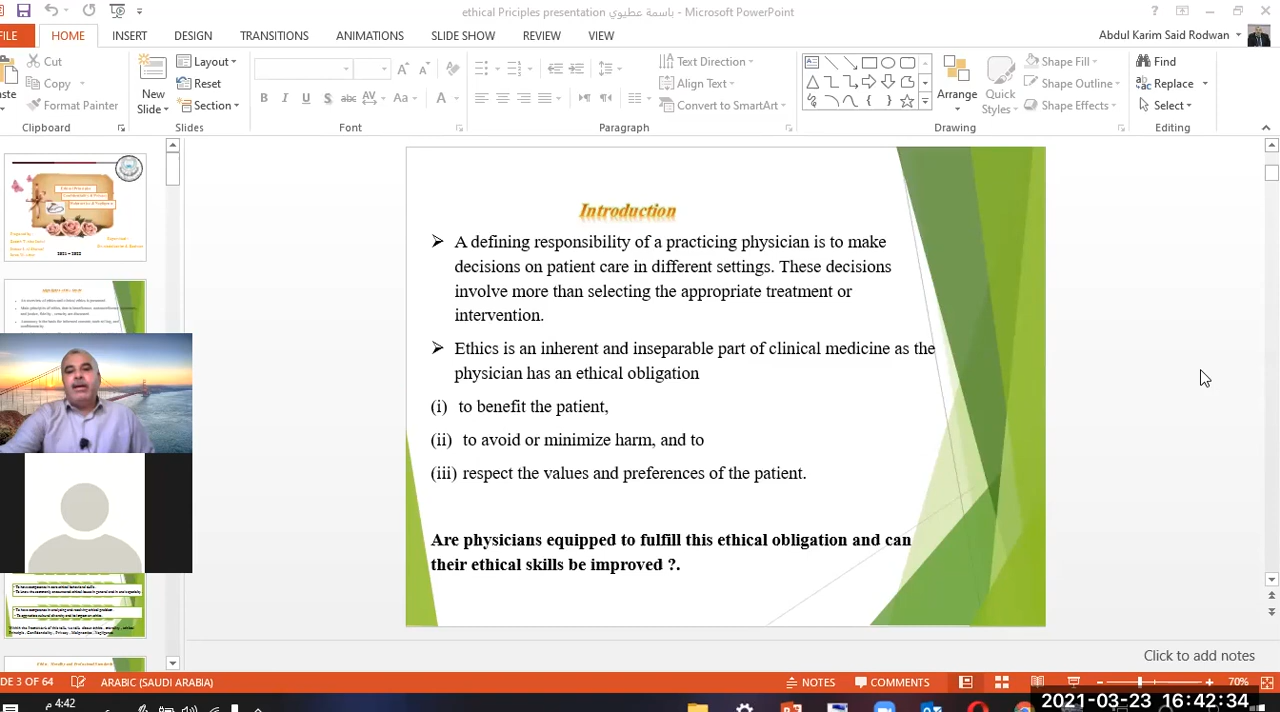 ethical Priciples presentation باسمة عطيوي - Microsoft PowerPoint
FILE HOME INSERT DESIGN TRANSITIONS ANIMATIONS SLIDE SHOW REVIEW VIEW
Abdul Karim Said Rodwan
Cut
Copy
Format Painter
Clipboard
New Slide
Layout
Reset
Section
Slides
Font
Text Direction
Align Text
Convert to SmartArt
Paragraph
Arrange
Quick Styles
Shape Fill
Shape Outline
Shape Effects
Drawing
Find
Replace
Select
Editing
Introduction
➢ A defining responsibility of a practicing physician is to make
decisions on patient care in different settings. These decisions
involve more than selecting the appropriate treatment or
intervention.
➢ Ethics is an inherent and inseparable part of clinical medicine as the
physician has an ethical obligation
(i) to benefit the patient,
(ii) to avoid or minimize harm, and to
(iii) respect the values and preferences of the patient.
Are physicians equipped to fulfill this ethical obligation and can
their ethical skills be improved ?.
Click to add notes
DE 3 OF 64
ARABIC (SAUDI ARABIA)
NOTES
COMMENTS
70%
4:42 م
2021-03-23 16:42:34